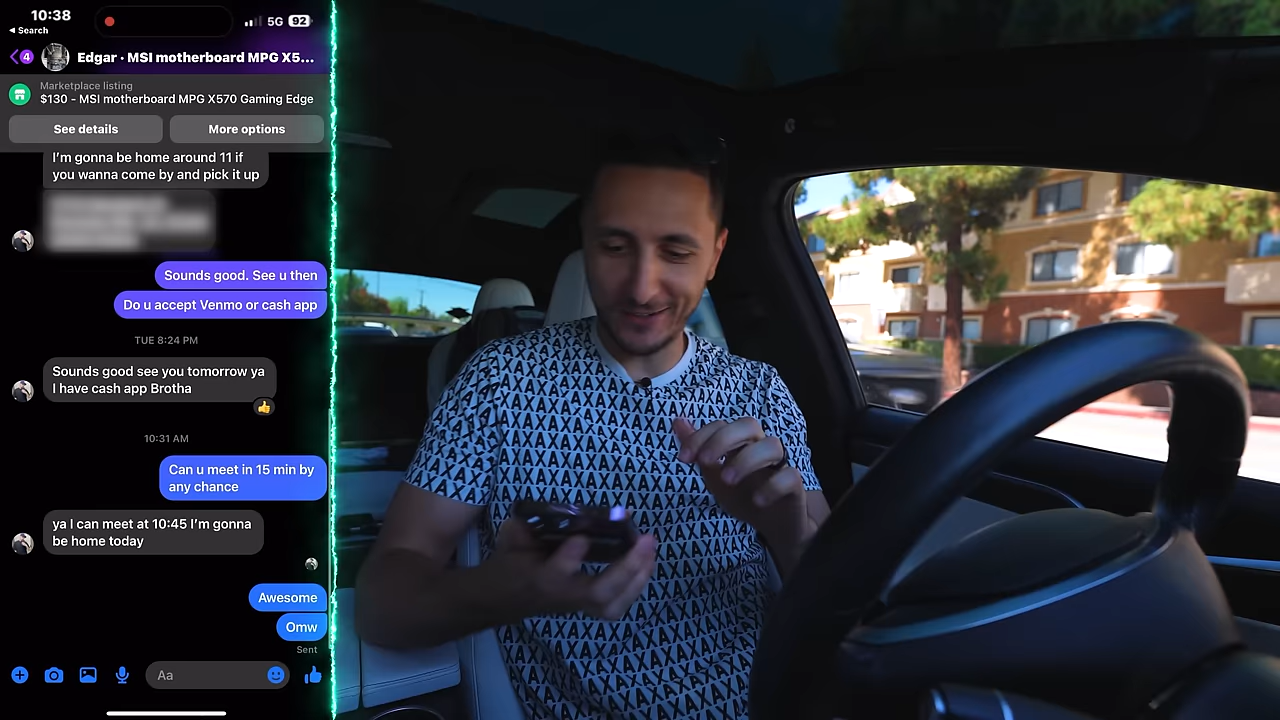 10:38
5G 92
Search
4 Edgar · MSI motherboard MPG X5...
Marketplace listing
$130 - MSI motherboard MPG X570 Gaming Edge
See details More options
I'm gonna be home around 11 if
you wanna come by and pick it up
Sounds good. See u then
Do u accept Venmo or cash app
TUE 8:24 PM
Sounds good see you tomorrow ya
I have cash app Brotha
10:31 AM
Can u meet in 15 min by
any chance
ya I can meet at 10:45 I'm gonna
be home today
Awesome
Omw
Sent
Aa